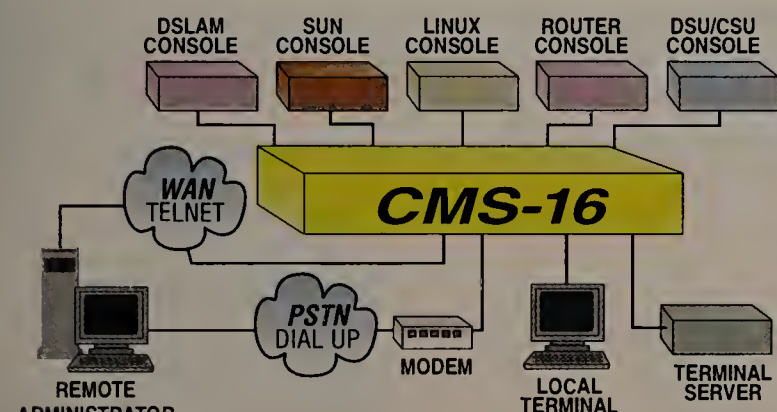 DSLAM
CONSOLE
SUN
CONSOLE
LINUX
CONSOLE
ROUTER
CONSOLE
DSU/CSU
CONSOLE
WAN
TELNET
CMS-16
PSTN
DIAL UP
MODEM
LOCAL
TERMINAL
TERMINAL
SERVER
REMOTE
ADMINISTRATOR